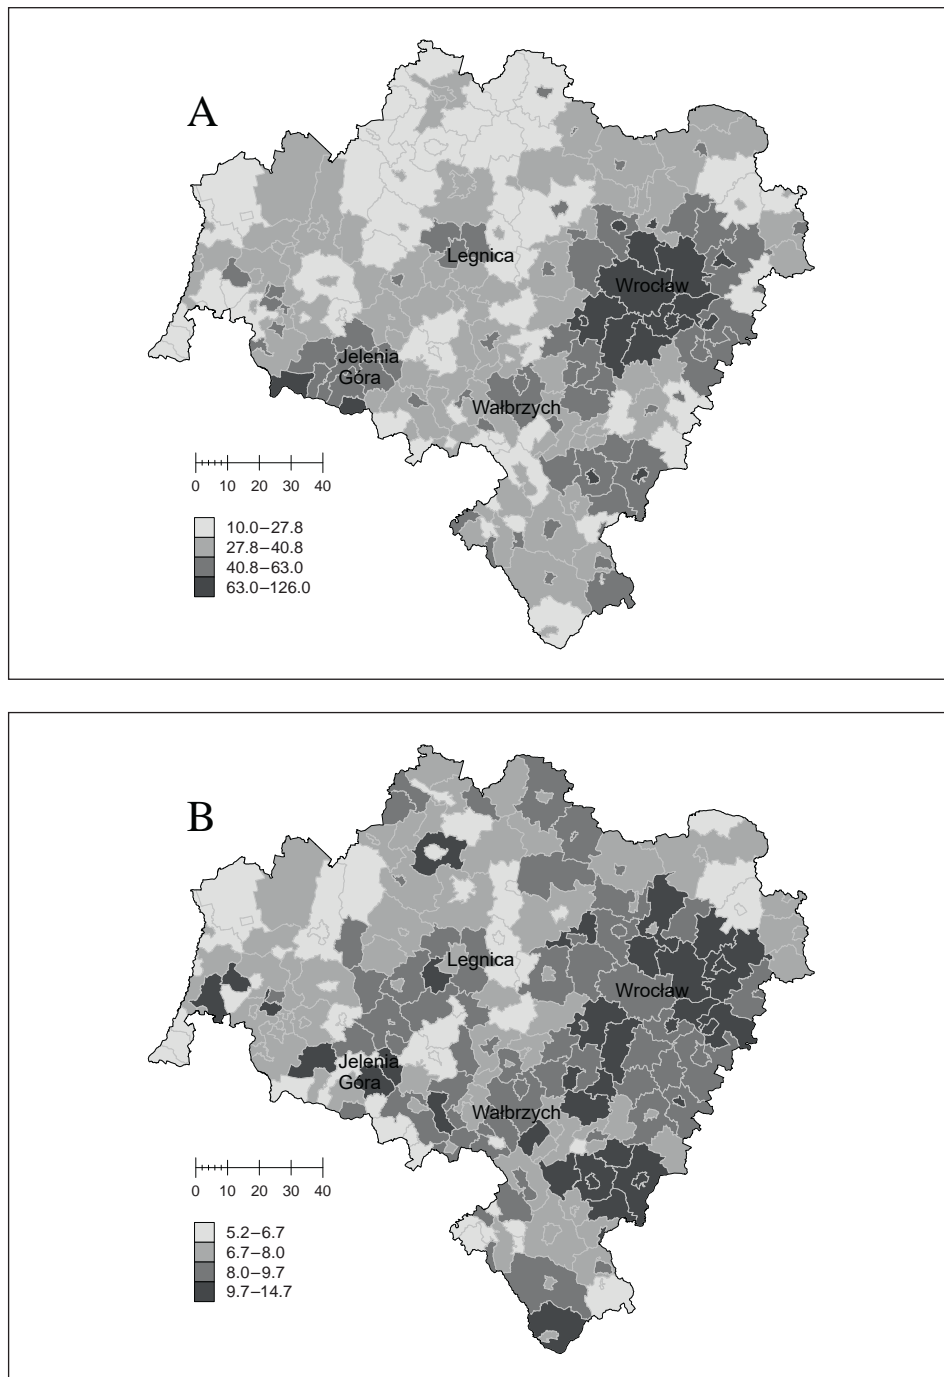 A
Legnica
Wrocław
Jelenia
Góra
Wałbrzych
0 10 20 30 40
10.0–27.8
27.8–40.8
40.8–63.0
63.0–126.0
B
Legnica
Wrocław
Jelenia
Góra
Wałbrzych
0 10 20 30 40
5.2–6.7
6.7–8.0
8.0–9.7
9.7–14.7